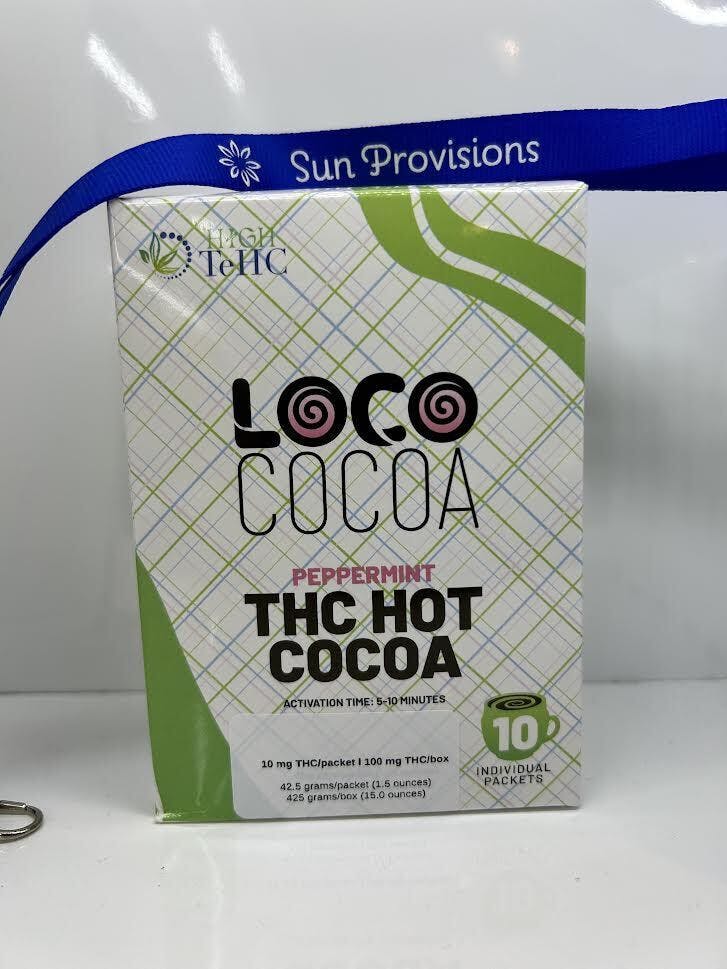 Sun Provisions
HIGH
TeHC
LOCO
COCOA
PEPPERMINT
THC HOT
COCOA
ACTIVATION TIME: 5-10 MINUTES
10 mg THC/packet | 100 mg THC/box
42.5 grams/packet (1.5 ounces)
425 grams/box (15.0 ounces)
10
INDIVIDUAL
PACKETS